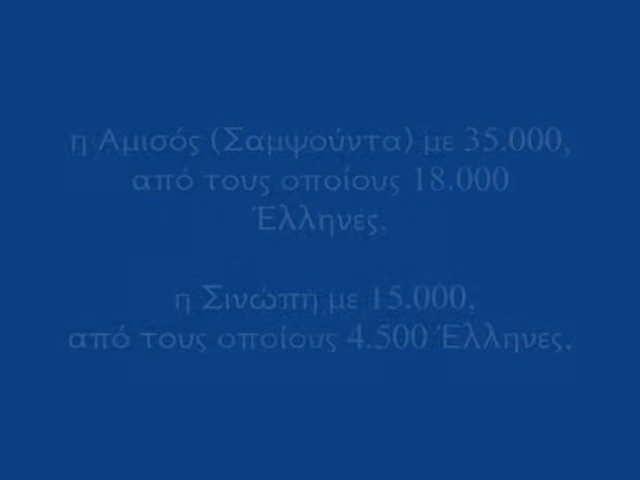 η Αμισός (Σαμψούντα) με 35.000,
από τους οποίους 18.000
Έλληνες,
η Σινώπη με 15.000,
από τους οποίους 4.500 Έλληνες,